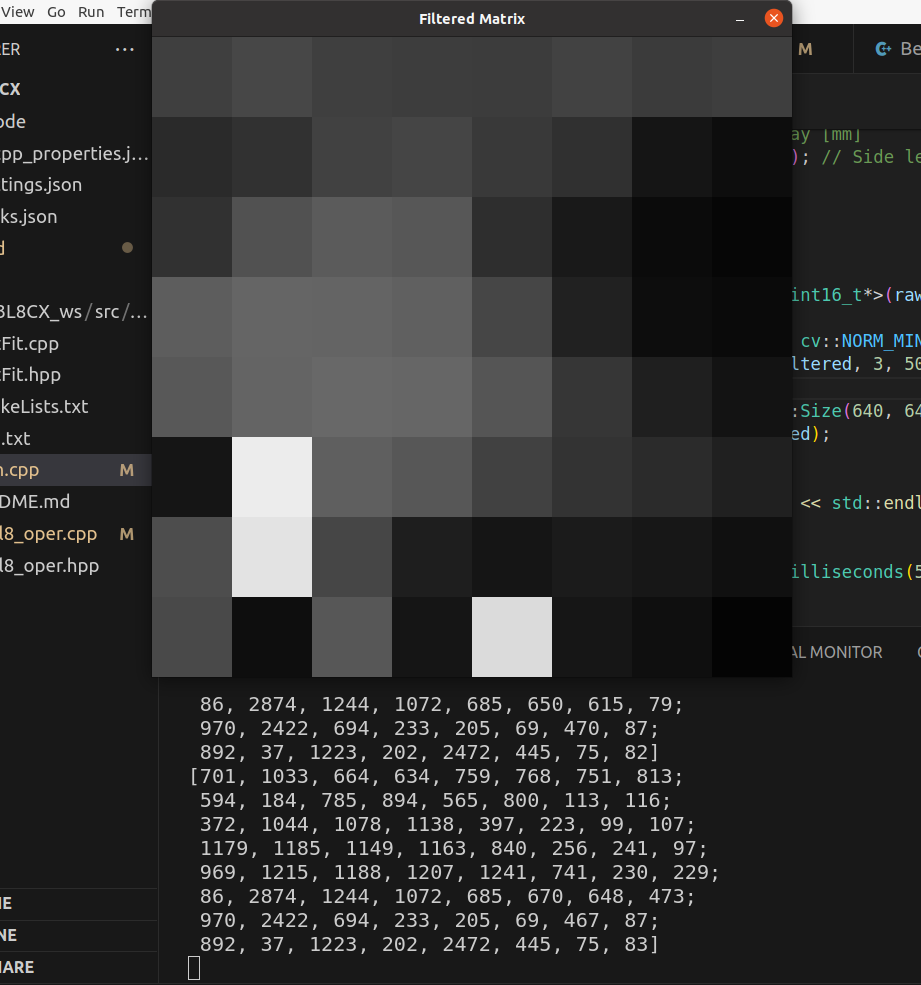 View Go Run Term
Filtered Matrix
ERER ···
M
Be
CX
ode
ay [mm]
cpp_properties.j...
); // Side le
tings.json
ks.json
d
int16_t*>(raw
3L8CX_ws/src/...
Fit.cpp
cv::NORM_MIN
ltered, 3, 50
Fit.hpp
keLists.txt
:Size(640, 64
ed);
.txt
n.cpp M
DME.md
<< std::endl
l8_oper.cpp M
l8_oper.hpp
illiseconds(5
AL MONITOR
86, 2874, 1244, 1072, 685, 650, 615, 79;
970, 2422, 694, 233, 205, 69, 470, 87;
892, 37, 1223, 202, 2472, 445, 75, 82]
[701, 1033, 664, 634, 759, 768, 751, 813;
594, 184, 785, 894, 565, 800, 113, 116;
372, 1044, 1078, 1138, 397, 223, 99, 107;
1179, 1185, 1149, 1163, 840, 256, 241, 97;
969, 1215, 1188, 1207, 1241, 741, 230, 229;
86, 2874, 1244, 1072, 685, 670, 648, 473;
NE
970, 2422, 694, 233, 205, 69, 467, 87;
NE
892, 37, 1223, 202, 2472, 445, 75, 83]
HARE